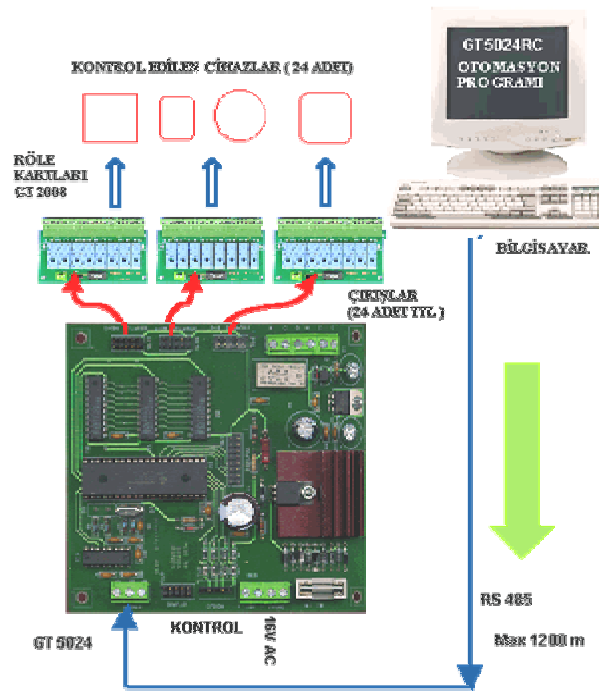 GT5024RC
OTOMASYON
PROGRAMI
KONTROL EDİLEN CİHAZLAR ( 24 ADET)
RÖLE
KARTLARI
GT 2008
BİLGİSAYAR
ÇIKIŞLAR
(24 ADET TTL )
RS 485
Max 1200 m
GT 5024
KONTROL
16V AC